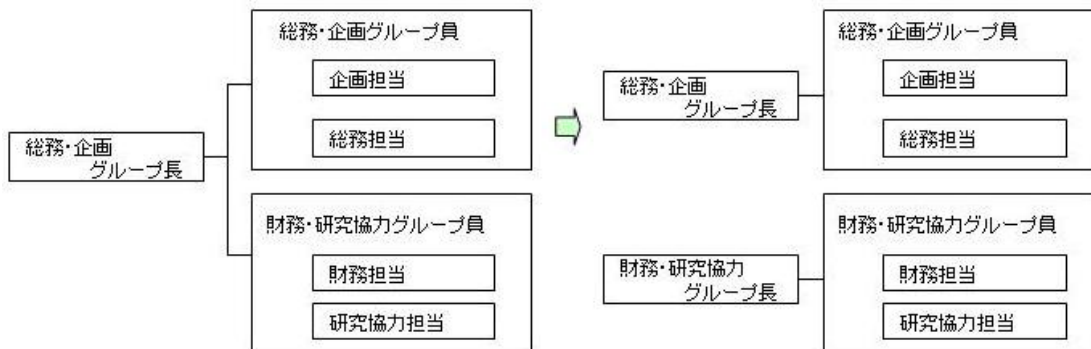 総務・企画グループ員
企画担当
総務担当
総務・企画
グループ長
財務・研究協力グループ員
財務担当
研究協力担当
総務・企画グループ員
企画担当
総務・企画
グループ長
総務担当
財務・研究協力グループ員
財務・研究協力
グループ長
財務担当
研究協力担当